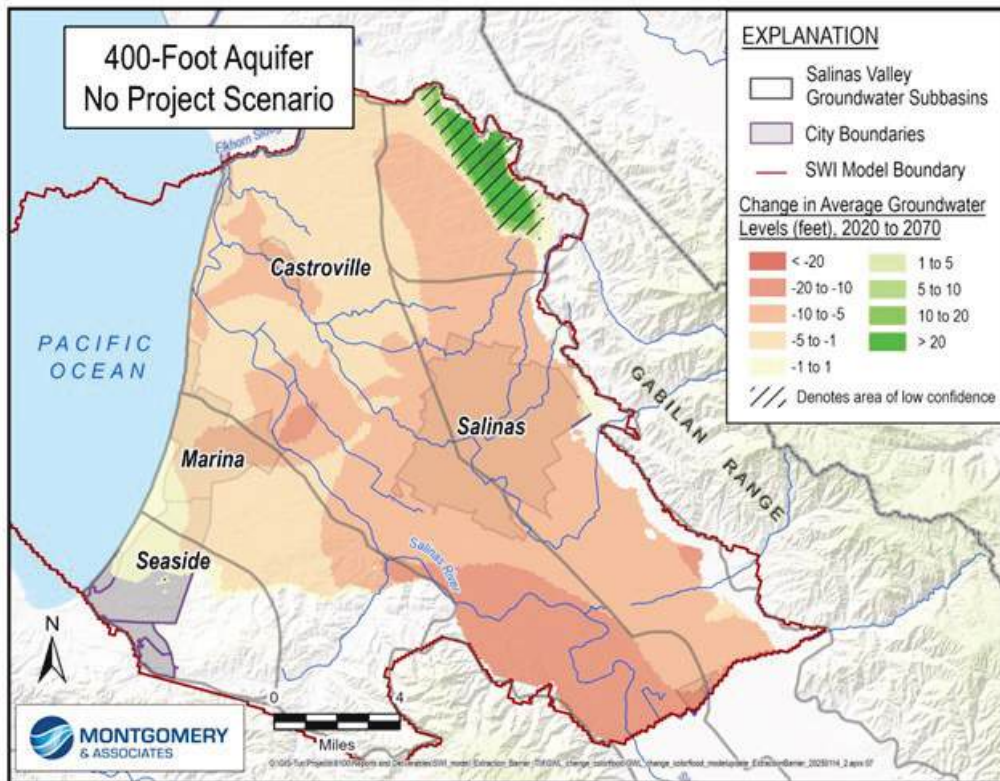 400-Foot Aquifer
No Project Scenario
EXPLANATION
Salinas Valley
Groundwater Subbasins
City Boundaries
SWI Model Boundary
Change in Average Groundwater
Levels (feet), 2020 to 2070
< -20
-20 to -10
-10 to -5
-5 to -1
-1 to 1
1 to 5
5 to 10
10 to 20
> 20
Denotes area of low confidence
Elkhorn Slough
Castroville
PACIFIC
OCEAN
GABILAN
RANGE
Salinas
Marina
Seaside
Salinas
River
N
0 4
Miles
MONTGOMERY
& ASSOCIATES